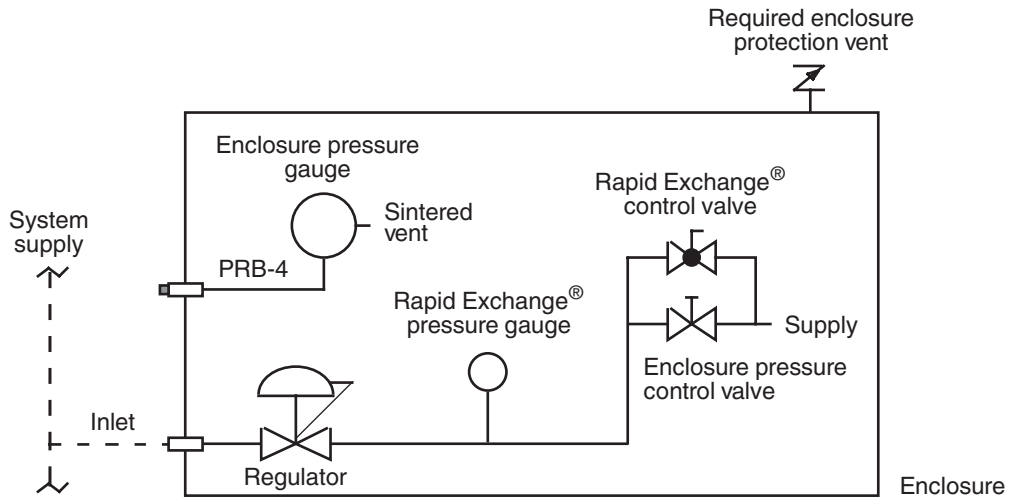 Required enclosure
protection vent
Enclosure pressure
gauge
Rapid Exchange®
control valve
System
supply
Sintered
vent
PRB-4
Rapid Exchange®
pressure gauge
Supply
Enclosure pressure
control valve
Inlet
Regulator
Enclosure